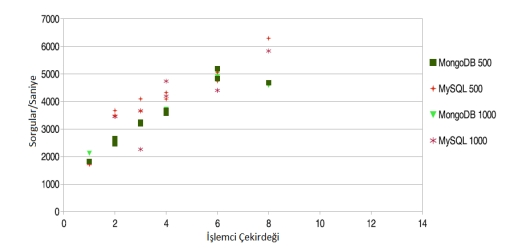 7000
6000
5000
4000
3000
2000
1000
0
Sorgular/Saniye
0 2 4 6 8 10 12 14
İşlemci Çekirdeği
MongoDB 500
MySQL 500
MongoDB 1000
MySQL 1000